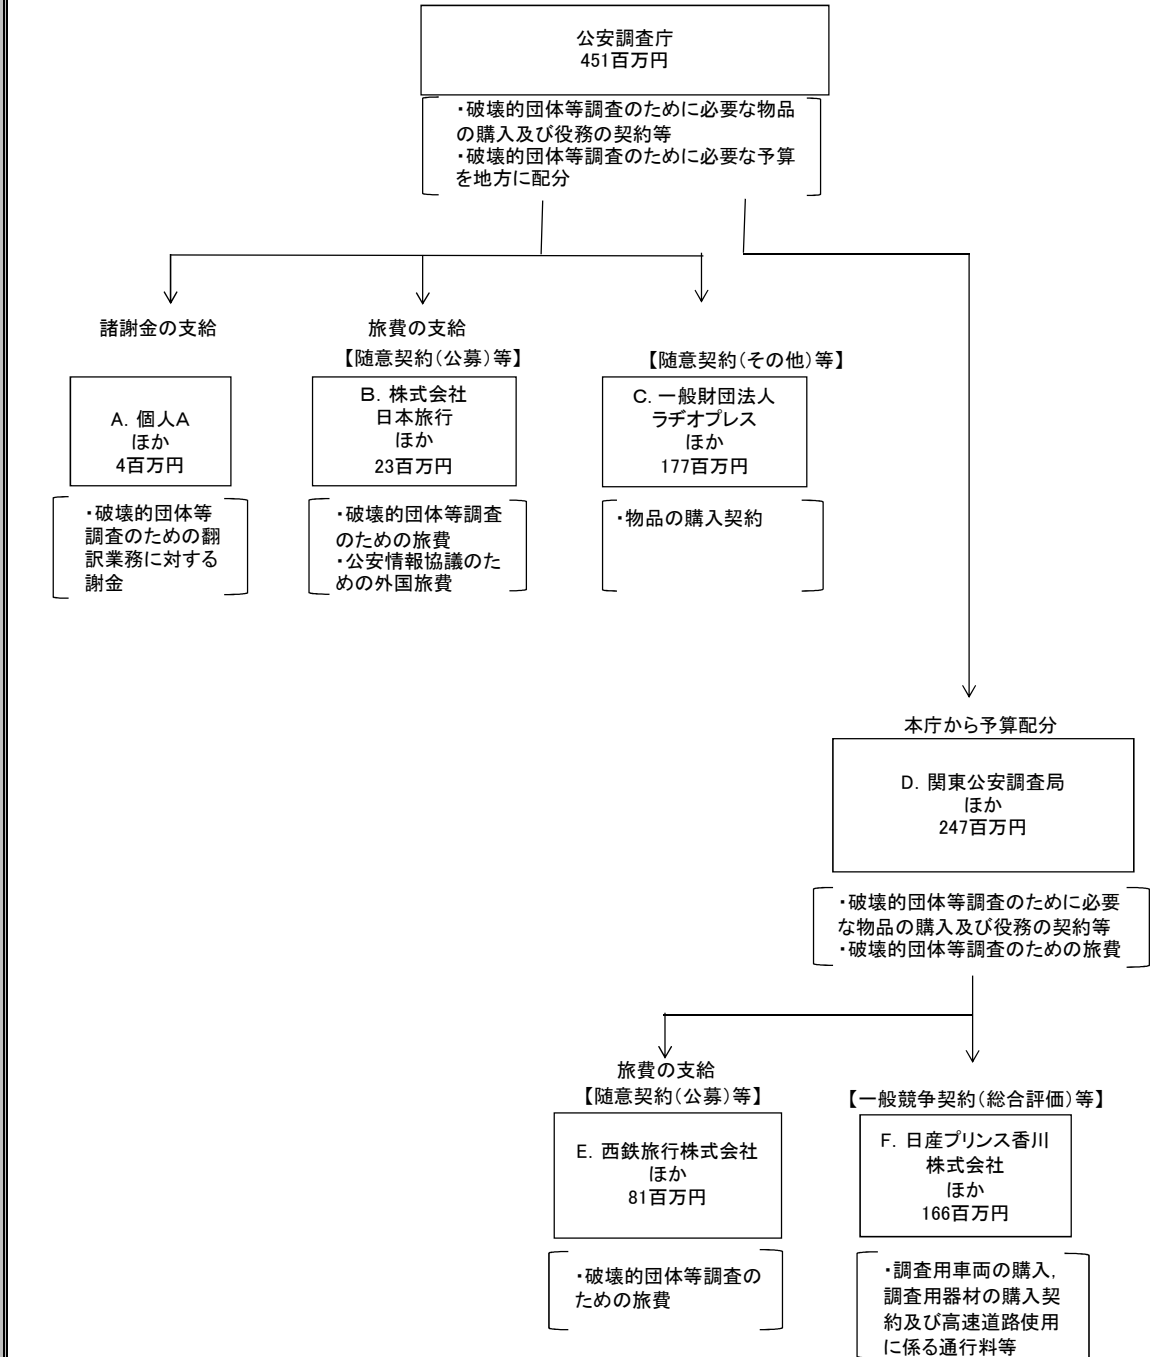 公安調査庁
451百万円
・破壊的団体等調査のために必要な物品
の購入及び役務の契約等
・破壊的団体等調査のために必要な予算
を地方に配分
諸謝金の支給
旅費の支給
【随意契約(公募)等】
【随意契約(その他)等】
A. 個人A
ほか
4百万円
B. 株式会社
日本旅行
ほか
23百万円
C. 一般財団法人
ラヂオプレス
ほか
177百万円
・破壊的団体等
調査のための翻
訳業務に対する
謝金
・破壊的団体等調査
のための旅費
・公安情報協議のた
めの外国旅費
・物品の購入契約
本庁から予算配分
D. 関東公安調査局
ほか
247百万円
・破壊的団体等調査のために必要
な物品の購入及び役務の契約等
・破壊的団体等調査のための旅費
旅費の支給
【随意契約(公募)等】
【一般競争契約(総合評価)等】
E. 西鉄旅行株式会社
ほか
81百万円
F. 日産プリンス香川
株式会社
ほか
166百万円
・破壊的団体等調査の
ための旅費
・調査用車両の購入,
調査用器材の購入契
約及び高速道路使用
に係る通行料等